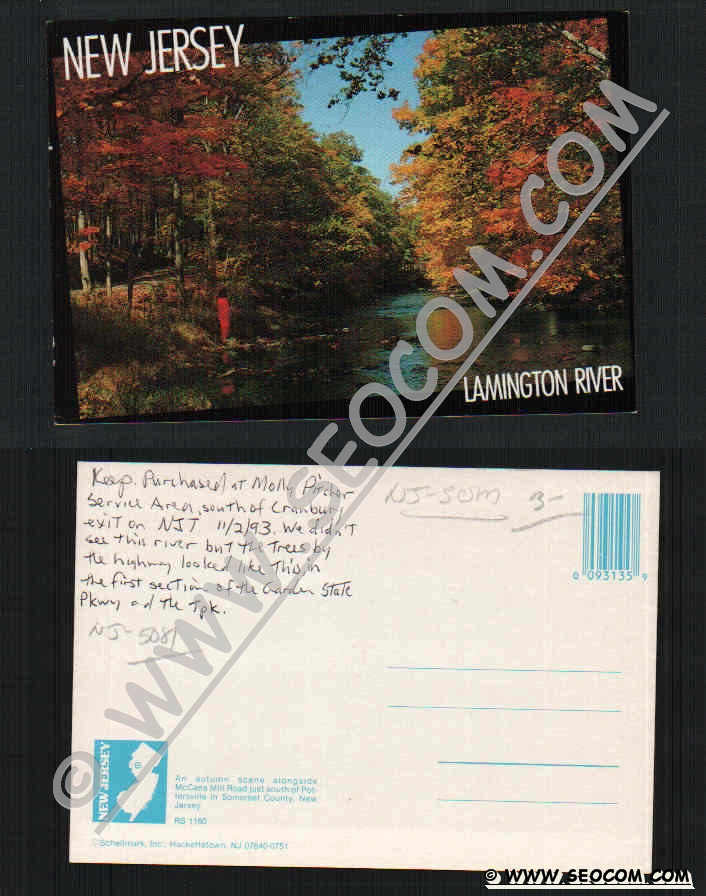 NEW JERSEY
LAMINGTON RIVER
© WWW.SEOCOM.COM.COM
Keep. Purchased at Molly Pitcher
Service Area, south of Cranbury
exit on NJT 11/2/93. We didn't
see this river but the trees by
the highway looked like this in
the first section of the Garden State
Pkwy and the Tpk.
NJ-5081
NJ-SOM 3-
0 093135 9
NEW JERSEY
An autumn scene alongside
McCans Mill Road just south of Pot-
tersville in Somerset County, New
Jersey.
RS 1160
©Schellmark, Inc., Hackettstown, NJ 07840-0751
© WWW.SEOCOM.COM